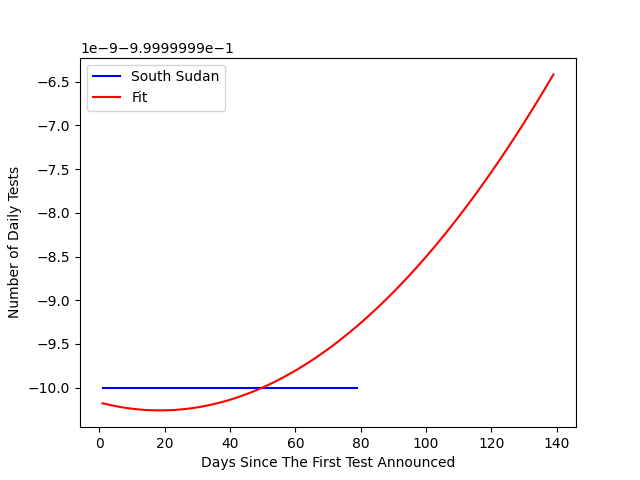 1e−9−9.9999999e−1
South Sudan
Fit
Number of Daily Tests
−6.5
−7.0
−7.5
−8.0
−8.5
−9.0
−9.5
−10.0
0 20 40 60 80 100 120 140
Days Since The First Test Announced